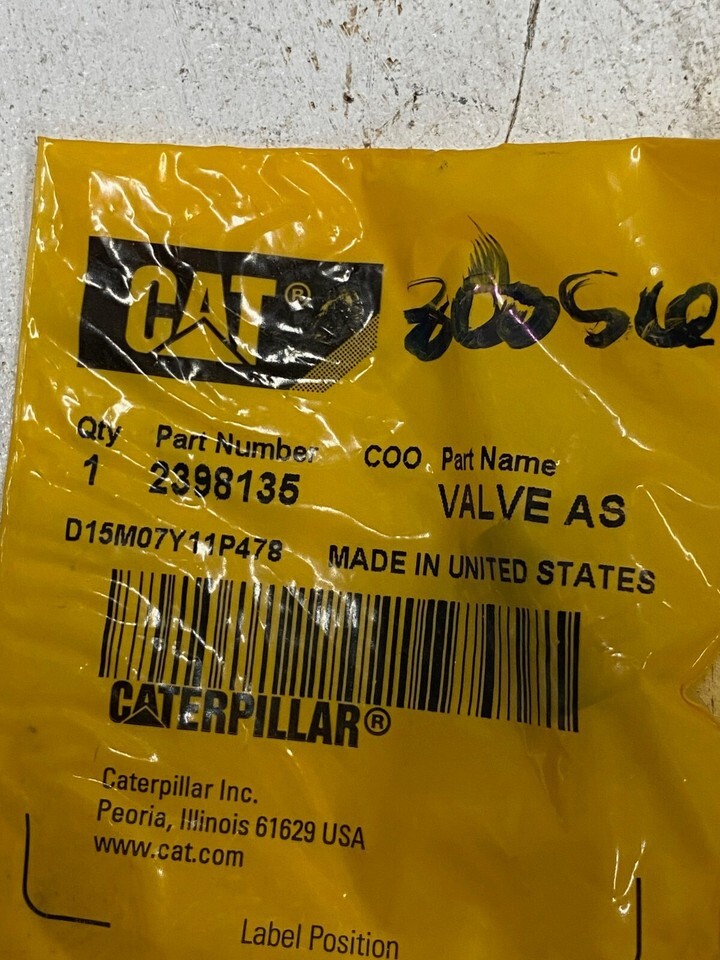 CAT®
Qty Part Number COO Part Name
1 2398135 VALVE AS
D15M07Y11P478 MADE IN UNITED STATES
CATERPILLAR®
Caterpillar Inc.
Peoria, Illinois 61629 USA
www.cat.com
Label Position